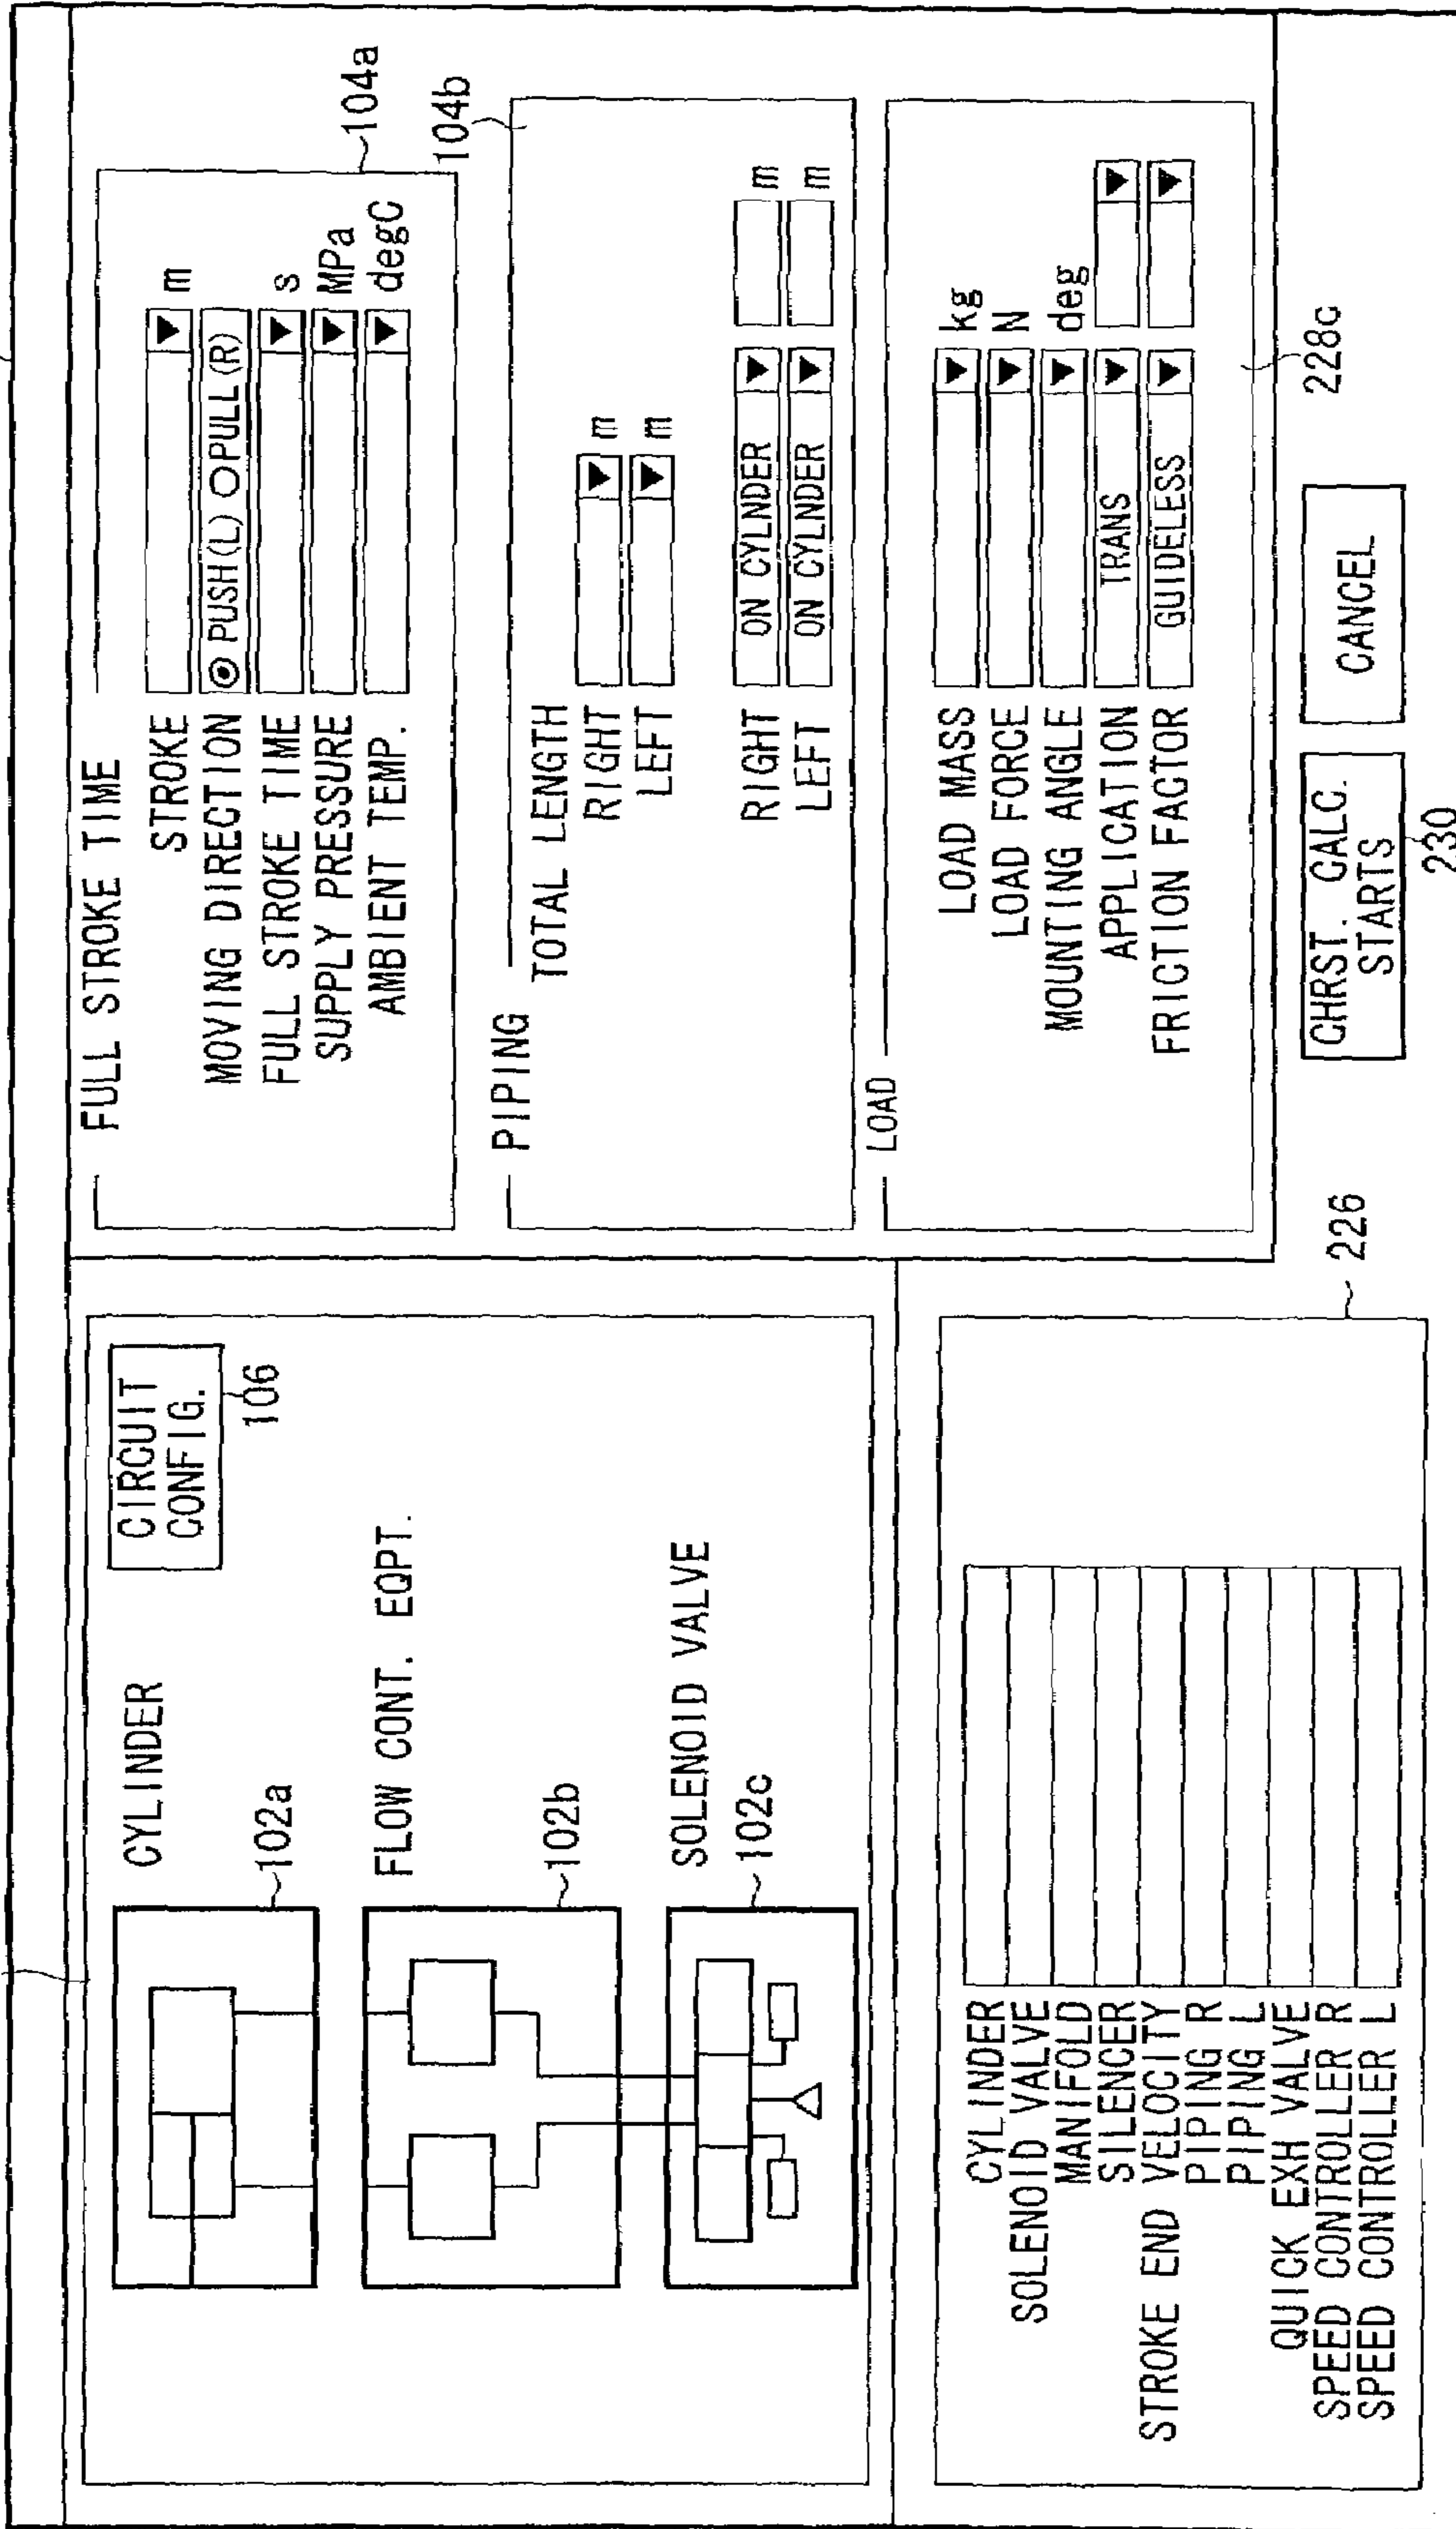 CYLINDER
CIRCUIT
CONFIG.
106
102a
FLOW CONT. EQPT.
102b
SOLENOID VALVE
102c
CYLINDER
SOLENOID VALVE
MANIFOLD
SILENCER
STROKE END VELOCITY
PIPING R
PIPING L
QUICK EXH VALVE
SPEED CONTROLLER R
SPEED CONTROLLER L
226
FULL STROKE TIME
STROKE m
MOVING DIRECTION PUSH(L) PULL(R)
FULL STROKE TIME s
SUPPLY PRESSURE MPa
AMBIENT TEMP. degC
104a
PIPING
104b
TOTAL LENGTH
RIGHT m
LEFT m
RIGHT ON CYLNDER m
LEFT ON CYLNDER m
LOAD
LOAD MASS kg
LOAD FORCE N
MOUNTING ANGLE deg
APPLICATION TRANS
FRICTION FACTOR GUIDELESS
228c
CHRST. CALC.
STARTS
CANCEL
230